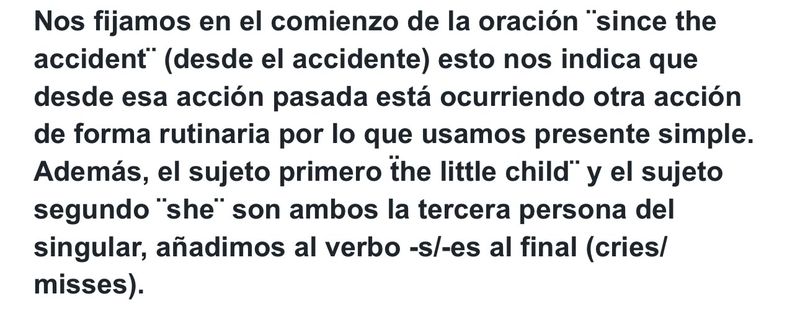 Nos fijamos en el comienzo de la oración ¨since the
accident¨ (desde el accidente) esto nos indica que
desde esa acción pasada está ocurriendo otra acción
de forma rutinaria por lo que usamos presente simple.
Además, el sujeto primero ¨the little child¨ y el sujeto
segundo ¨she¨ son ambos la tercera persona del
singular, añadimos al verbo -s/-es al final (cries/
misses).